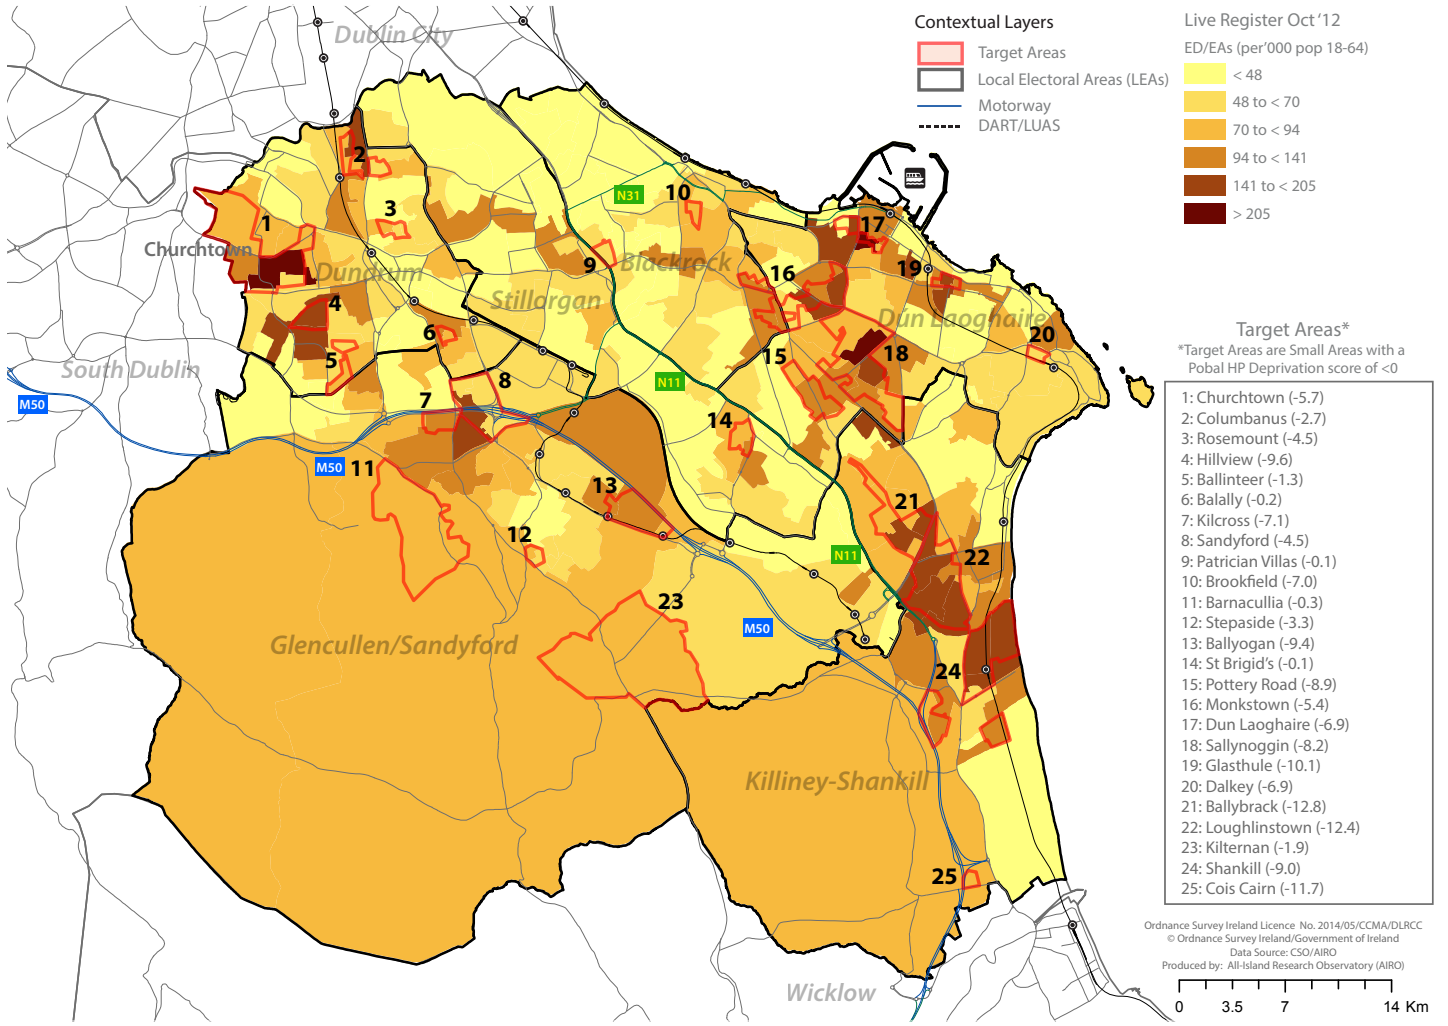 Contextual Layers
Target Areas
Local Electoral Areas (LEAs)
Motorway
DART/LUAS
Live Register Oct '12
ED/EAs (per'000 pop 18-64)
< 48
48 to < 70
70 to < 94
94 to < 141
141 to < 205
> 205
Dublin City
2
10
N31
3
1
17
Churchtown
Dundrum
9
Blackrock
16
19
Stillorgan
4
Dún Laoghaire
6
20
5
15
18
South Dublin
8
N11
M50
7
14
M50
11
13
21
12
N11
22
23
M50
Glencullen/Sandyford
24
Killiney-Shankill
25
Wicklow
Target Areas*
*Target Areas are Small Areas with a
Pobal HP Deprivation score of <0
1: Churchtown (-5.7)
2: Columbanus (-2.7)
3: Rosemount (-4.5)
4: Hillview (-9.6)
5: Ballinteer (-1.3)
6: Balally (-0.2)
7: Kilcross (-7.1)
8: Sandyford (-4.5)
9: Patrician Villas (-0.1)
10: Brookfield (-7.0)
11: Barnacullia (-0.3)
12: Stepaside (-3.3)
13: Ballyogan (-9.4)
14: St Brigid's (-0.1)
15: Pottery Road (-8.9)
16: Monkstown (-5.4)
17: Dun Laoghaire (-6.9)
18: Sallynoggin (-8.2)
19: Glasthule (-10.1)
20: Dalkey (-6.9)
21: Ballybrack (-12.8)
22: Loughlinstown (-12.4)
23: Kilternan (-1.9)
24: Shankill (-9.0)
25: Cois Cairn (-11.7)
Ordnance Survey Ireland Licence No. 2014/05/CCMA/DLRCC
© Ordnance Survey Ireland/Government of Ireland
Data Source: CSO/AIRO
Produced by: All-Island Research Observatory (AIRO)
0 3.5 7 14 Km